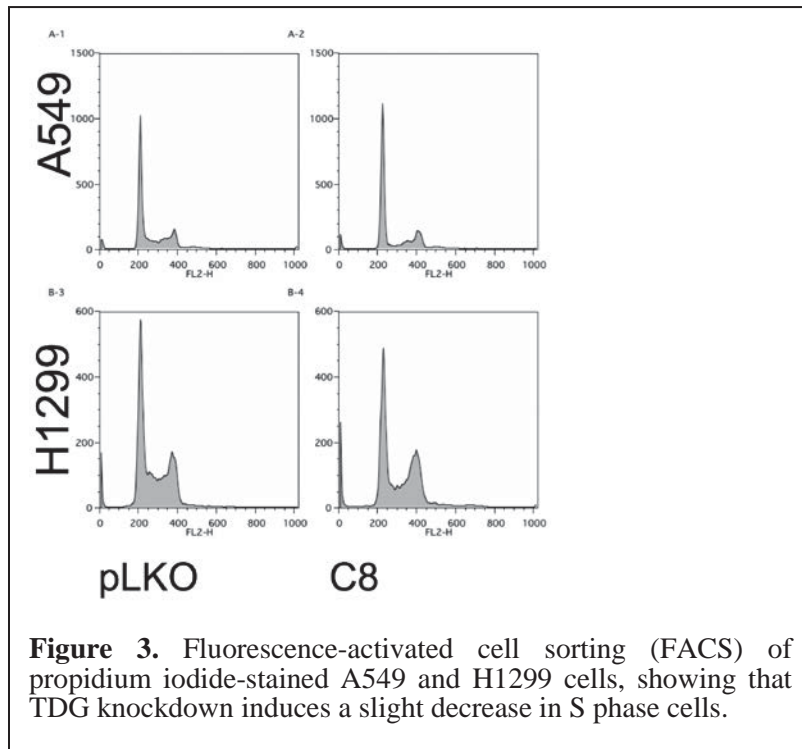 A-1
A-2
A549
1500
1000
500
0
0 200 400 600 800 1000
FL2-H
1500
1000
500
0
0 200 400 600 800 1000
FL2-H
B-3
B-4
H1299
600
400
200
0
0 200 400 600 800 1000
FL2-H
600
400
200
0
0 200 400 600 800 1000
FL2-H
pLKO C8
Figure 3. Fluorescence-activated cell sorting (FACS) of
propidium iodide-stained A549 and H1299 cells, showing that
TDG knockdown induces a slight decrease in S phase cells.